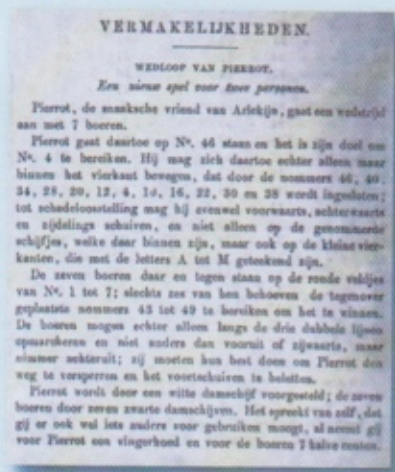 VERMAKELIJKHEDEN.
WEDLOOP VAN PIERROT.
Een nieuw spel voor twee personen.
Pierrot, de snaaksche vriend van Arlekijn, gaat een wedstrijd
aan met 7 boeren.
Pierrot gaat daartoe op No. 46 staan en het is zijn doel om
No. 4 te bereiken. Hij mag zich daartoe echter alleen maar
binnen het vierkant bewegen, dat door de nommers 46, 40,
34, 28, 20, 12, 4, 10, 16, 22, 30 en 38 wordt ingesloten;
tot schadeloosstelling mag hij evenwel voorwaarts, achterwaarts
en zijdelings schuiven, en niet alleen op de genommerde
schijfjes, welke daar binnen zijn, maar ook op de kleine vier-
kanten, die met de letters A tot M geteekend zijn.
De zeven boeren daar en tegen staan op de ronde veldjes
van No. 1 tot 7; slechts zes van hen behoeven de tegenover
geplaatste nommers 43 tot 49 te bereiken om het te winnen.
De boeren mogen echter alleen langs de drie dubbele lijnen
opmarcheren en niet anders dan vooruit of zijwaarts, maar
nimmer achteruit; zij moeten hun best doen om Pierrot den
weg te versperren en het voortschuiven te beletten.
Pierrot wordt door een witte damschijf voorgesteld; de zeven
boeren door zeven zwarte damschijven. Het spreekt van zelf, dat
gij er ook wel iets anders voor gebruiken moogt, al neemt gij
voor Pierrot een vingerhoed en voor de boeren 7 halve centen.